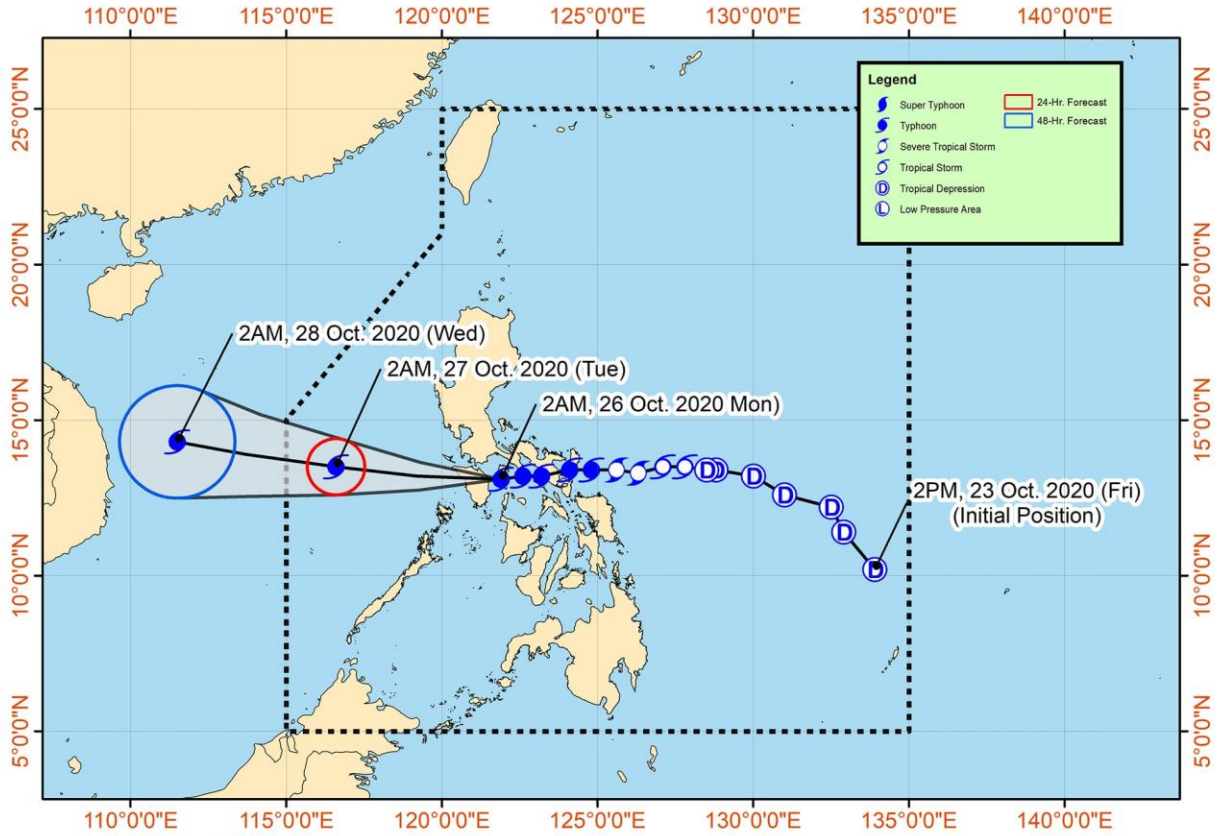 110°0'0"E
115°0'0"E
120°0'0"E
125°0'0"E
130°0'0"E
135°0'0"E
140°0'0"E
25°0'0"N
20°0'0"N
15°0'0"N
10°0'0"N
5°0'0"N
Legend
Super Typhoon
Typhoon
Severe Tropical Storm
Tropical Storm
D Tropical Depression
L Low Pressure Area
24-Hr. Forecast
48-Hr. Forecast
25°0'0"N
20°0'0"N
15°0'0"N
10°0'0"N
5°0'0"N
2AM, 28 Oct. 2020 (Wed)
2AM, 27 Oct. 2020 (Tue)
2AM, 26 Oct. 2020 Mon)
D D D D D D D
2PM, 23 Oct. 2020 (Fri)
(Initial Position)
110°0'0"E
115°0'0"E
120°0'0"E
125°0'0"E
130°0'0"E
135°0'0"E
140°0'0"E